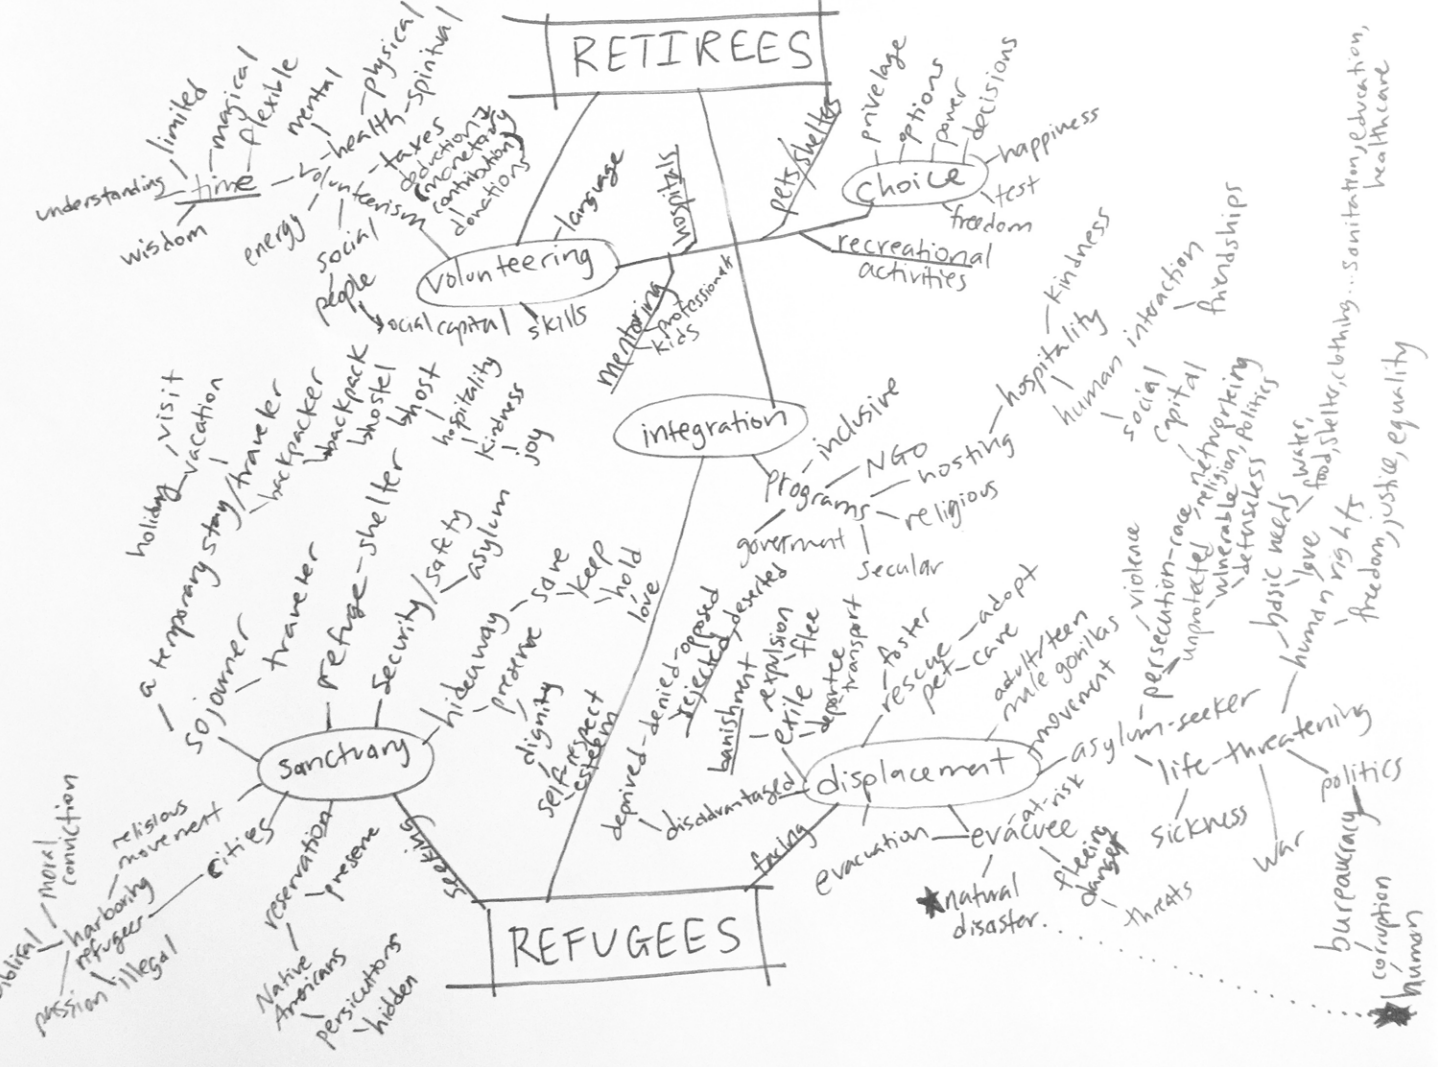 RETIREES
limited
magical
flexible
mental
physical
health-spiritual
understanding
time
volunteerism
wisdom
energy
social
people
social capital
taxes
deductions
(monetary
contribution)
donations
volunteering
language
skills
hospitals
mentoring
professionals
kids
pets/shelter
recreational
activities
choice
privelage
options
power
decisions
happiness
test
freedom
integration
programs
inclusive
NGO
hosting
religious
secular
goverment
hospitality
kindness
human interaction
friendships
social
capital
networking
holiday
visit
vacation
a temporary stay/traveler
backpacker
backpack
hostel
host
hospitality
kindness
joy
sojourner
traveler
refuge-shelter
security/safety
asylum
hideaway
save
keep
hold
love
preserve
dignity
self-respect
esteem
sanctuary
religious
movement
cities
harboring
refugees
moral
conviction
biblical
passion
illegal
reservation
preserve
Native
Americans
persicuttons
hidden
seeking
REFUGEES
facing
displacement
disadvantaged
deprived-denied-opposed
rejected, deserted
banishment
expulsion
exile
flee
deportee
transport
foster
rescue
adopt
pet-care
adult/teen
male gorillas
movement
asylum-seeker
persecution-race, religion, politics
violence
unprotected
vulnerable
defenseless
life-threatening
sickness
war
politics
bureaucracy
corruption
human
human rights
freedom, justice, equality
love
basic needs
water,
food, shelter, clothing...sanitation, education,
healthcare
evacuation
evacuee
at-risk
fleeing
danger
threats
natural
disaster.